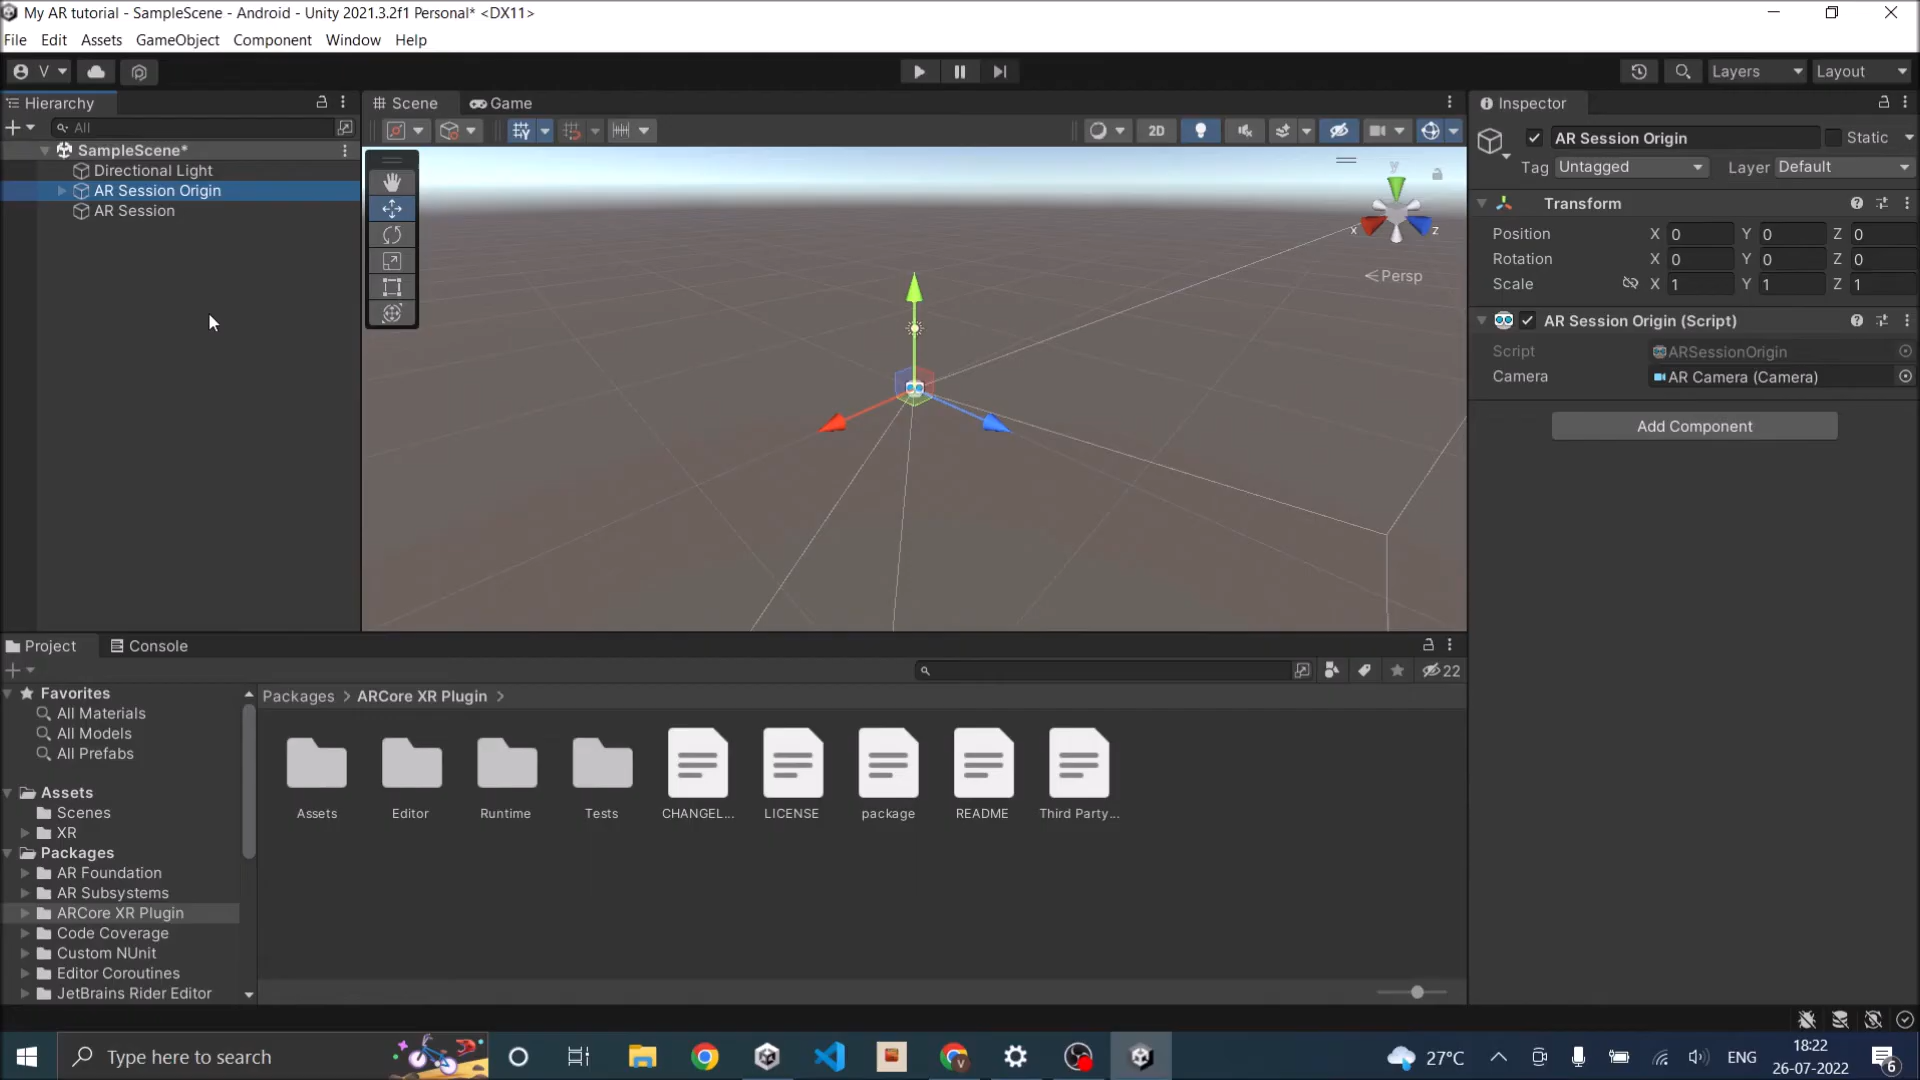 My AR tutorial - SampleScene - Android - Unity 2021.3.2f1 Personal* <DX11>
File Edit Assets GameObject Component Window Help
V
Layers
Layout
Hierarchy
All
SampleScene*
Directional Light
AR Session Origin
AR Session
Scene
Game
2D
y
x
z
Persp
Inspector
AR Session Origin
Static
Tag Untagged
Layer Default
Transform
Position X 0 Y 0 Z 0
Rotation X 0 Y 0 Z 0
Scale X 1 Y 1 Z 1
AR Session Origin (Script)
Script ARSessionOrigin
Camera AR Camera (Camera)
Add Component
Project
Console
22
Favorites
All Materials
All Models
All Prefabs
Assets
Scenes
XR
Packages
AR Foundation
AR Subsystems
ARCore XR Plugin
Code Coverage
Custom NUnit
Editor Coroutines
JetBrains Rider Editor
Packages > ARCore XR Plugin >
Assets
Editor
Runtime
Tests
CHANGEL...
LICENSE
package
README
Third Party...
Type here to search
27°C
ENG
18:22
26-07-2022
6